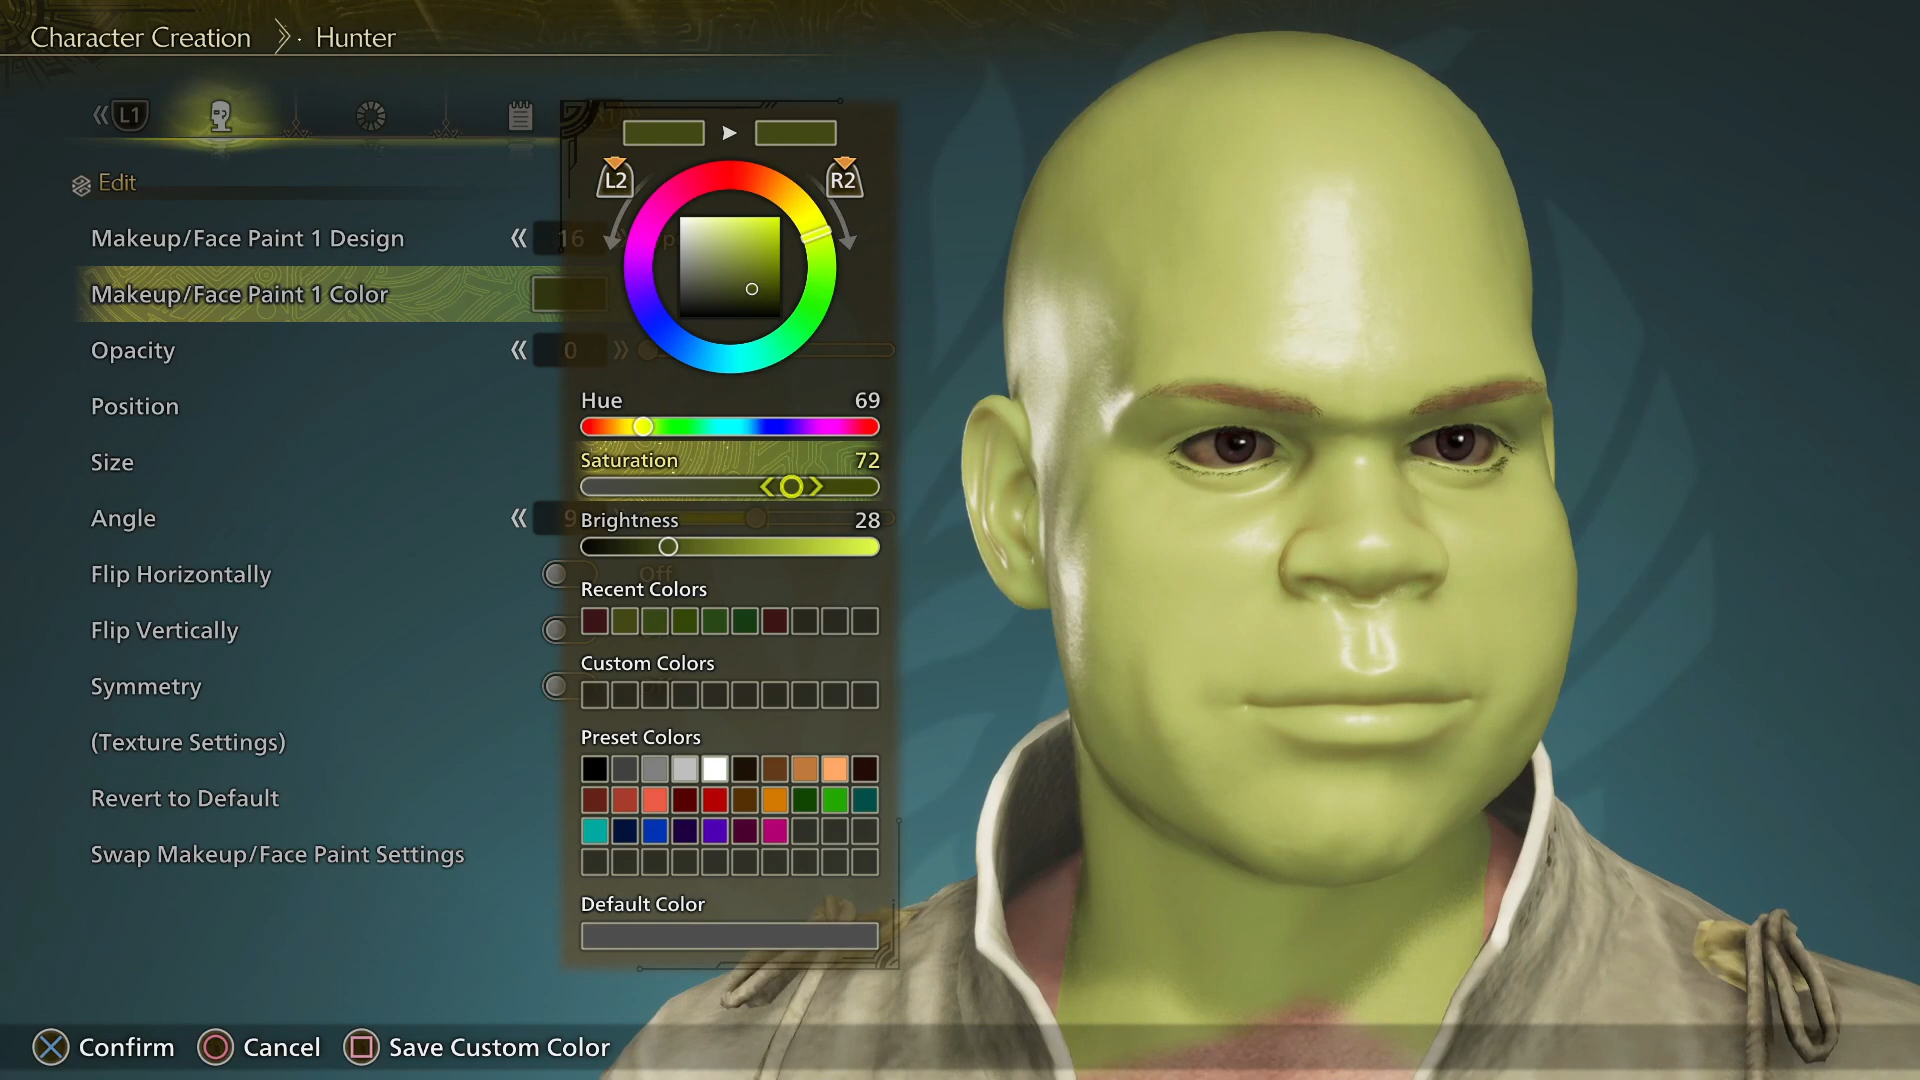 Character Creation Hunter
L1
Edit
Makeup/Face Paint 1 Design 16
Makeup/Face Paint 1 Color
Opacity 0
Position
Size
Angle 9
Flip Horizontally Off
Flip Vertically
Symmetry
(Texture Settings)
Revert to Default
Swap Makeup/Face Paint Settings
L2 R2
Hue 69
Saturation 72
Brightness 28
Recent Colors
Custom Colors
Preset Colors
Default Color
Confirm Cancel Save Custom Color